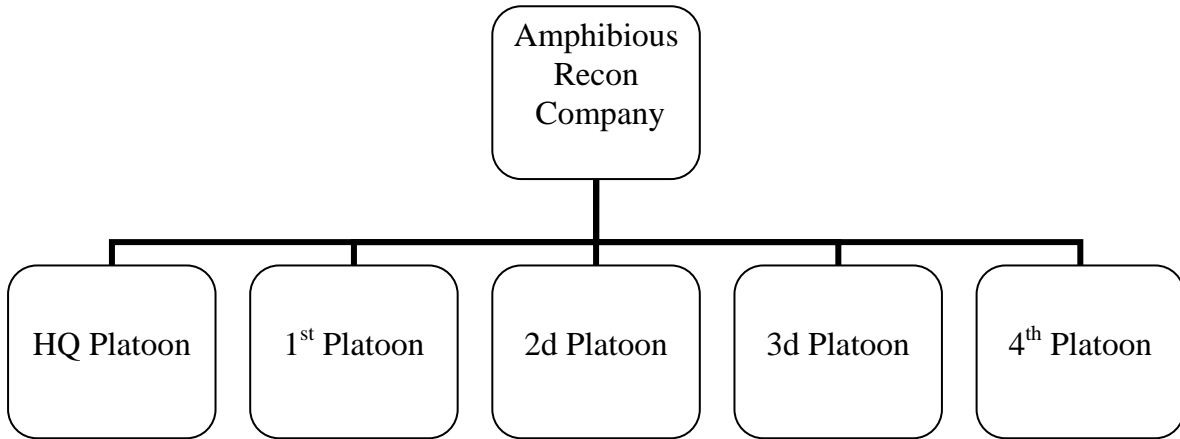 Amphibious
Recon
Company
HQ Platoon
1st Platoon
2d Platoon
3d Platoon
4th Platoon